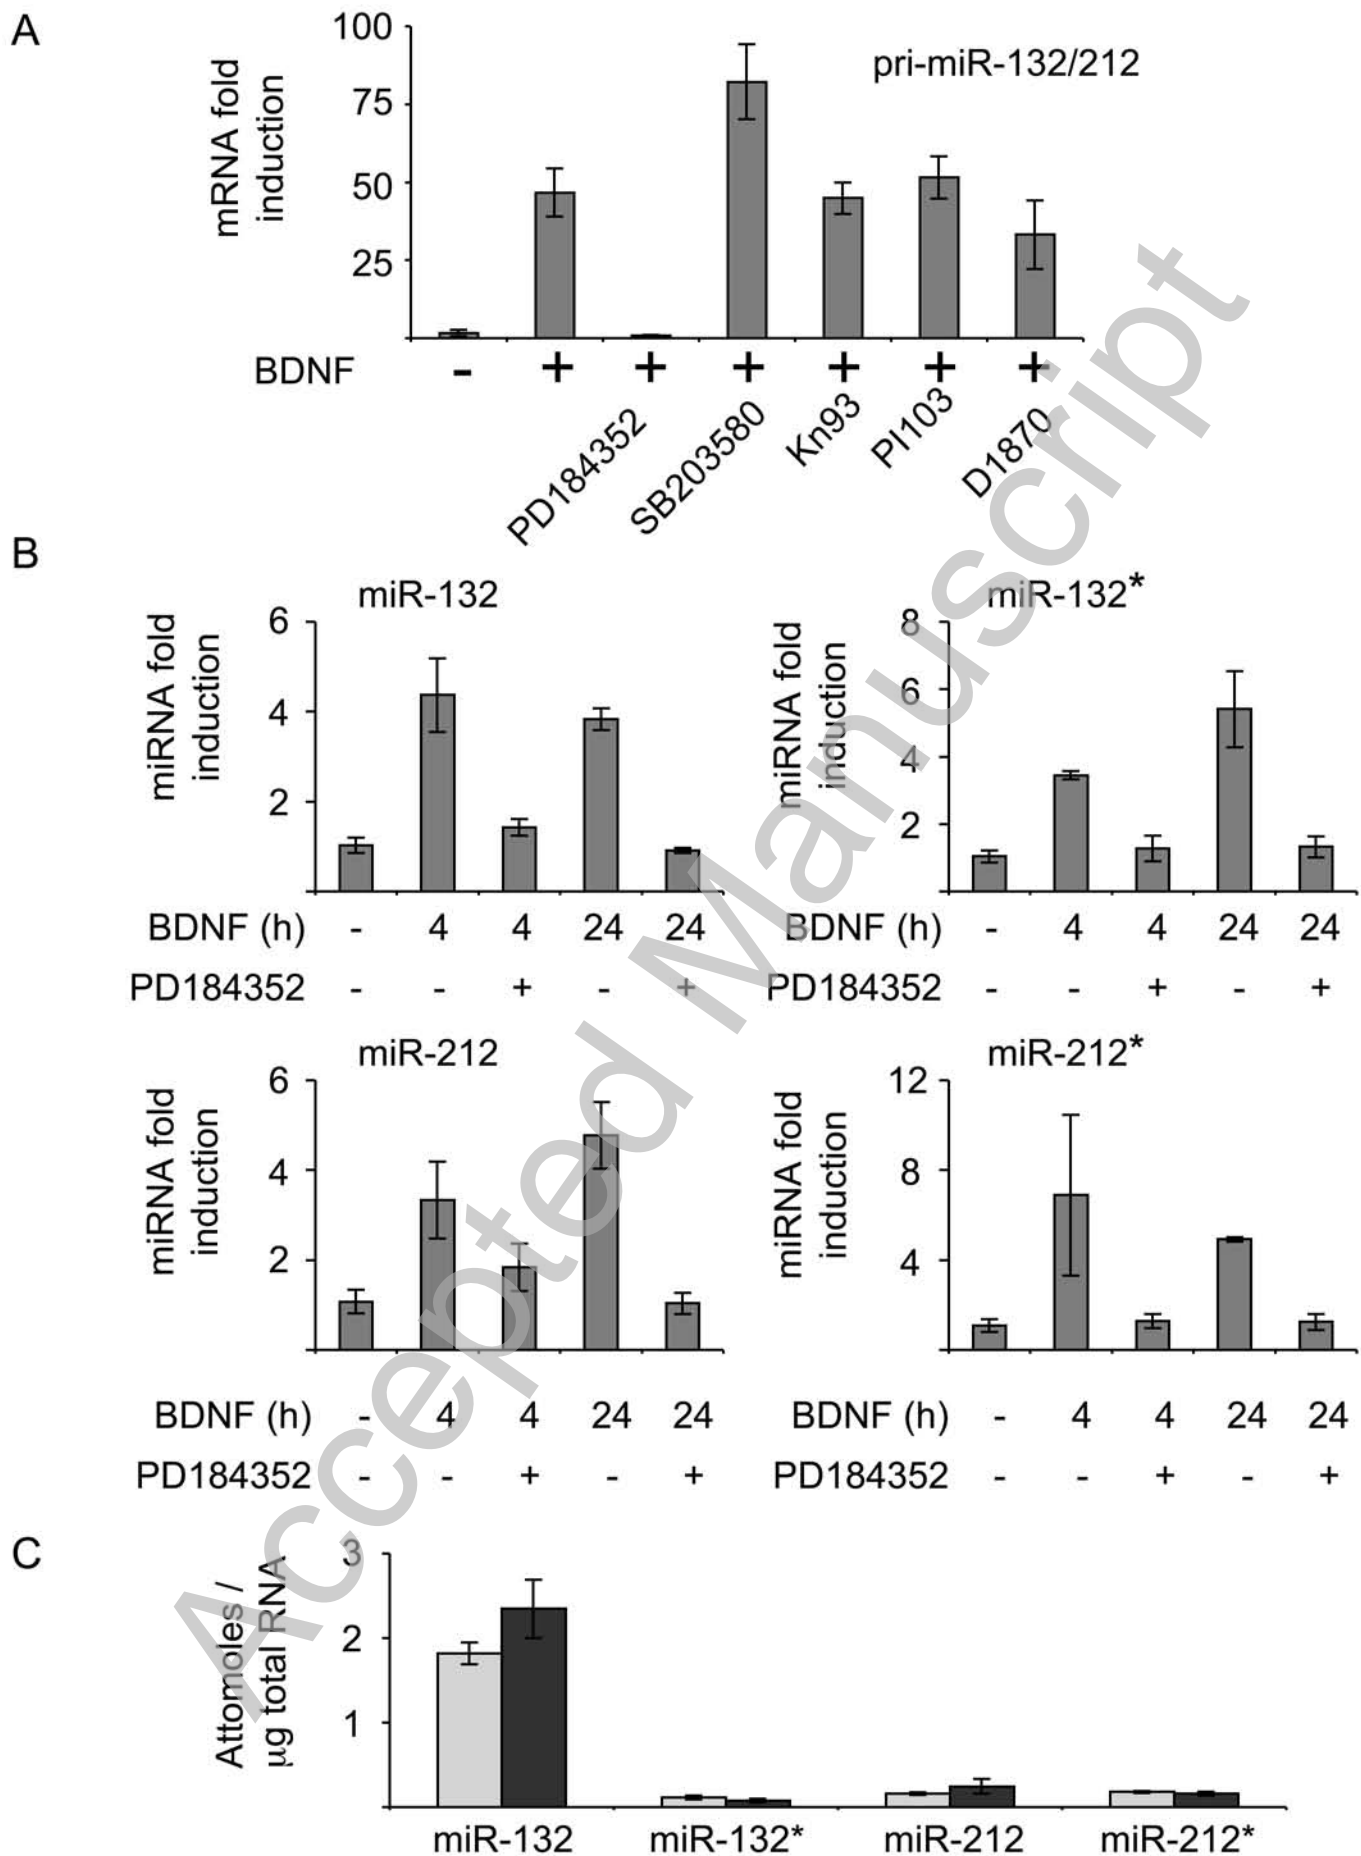 A
100
75
50
25
mRNA fold
induction
pri-miR-132/212
BDNF - + + + + + +
PD184352
SB203580
Kn93
PI103
D1870
B
miR-132
6
4
2
miRNA fold
induction
BDNF (h) - 4 4 24 24
PD184352 - - + - +
miR-132*
8
6
4
2
miRNA fold
induction
BDNF (h) - 4 4 24 24
PD184352 - - + - +
miR-212
6
4
2
miRNA fold
induction
BDNF (h) - 4 4 24 24
PD184352 - - + - +
miR-212*
12
8
4
miRNA fold
induction
BDNF (h) - 4 4 24 24
PD184352 - - + - +
C
3
2
1
Attomoles /
µg total RNA
miR-132 miR-132* miR-212 miR-212*
Accepted Manuscript